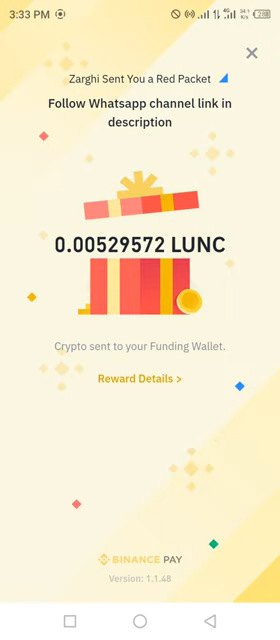 3:33 PM
Zarghi Sent You a Red Packet
Follow Whatsapp channel link in
description
0.00529572 LUNC
Crypto sent to your Funding Wallet.
Reward Details >
BINANCE PAY
Version: 1.1.48